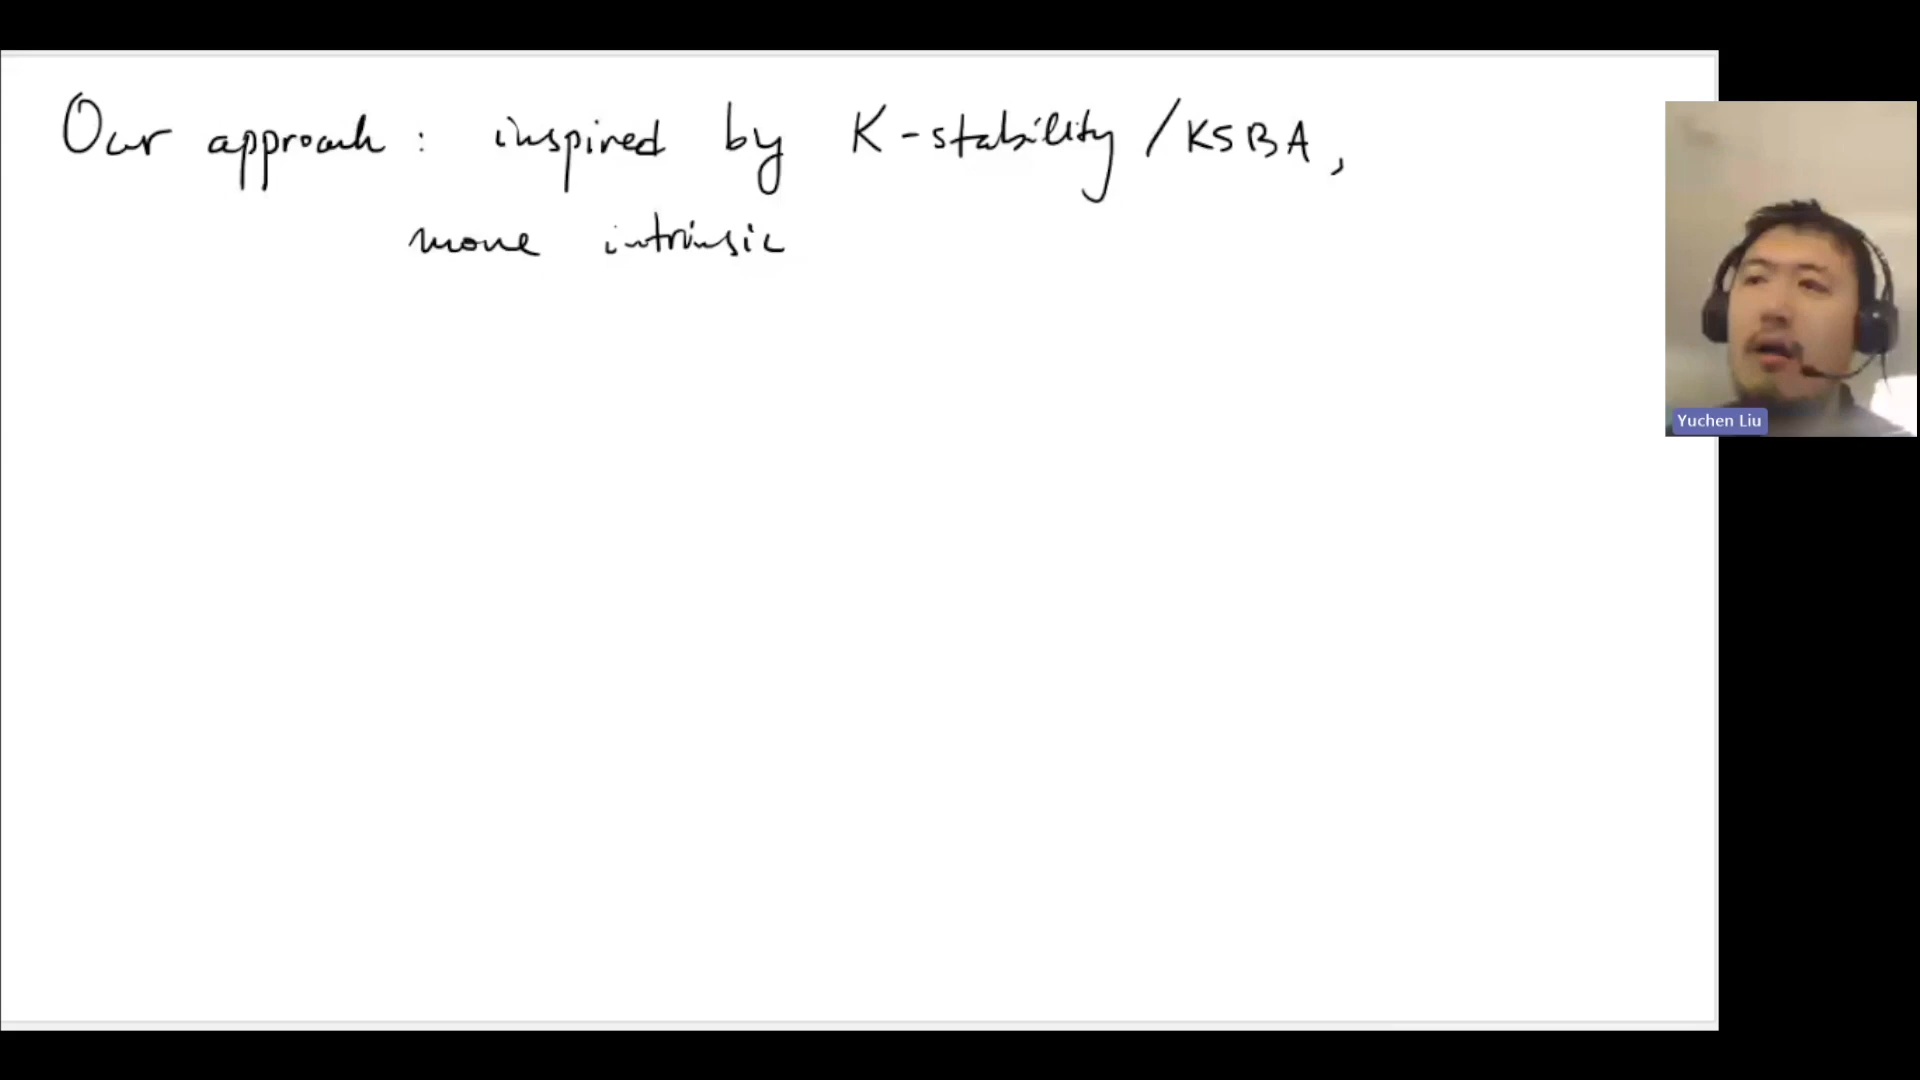 Our approach : inspired by K-stability / KSBA,
more intrinsic
Yuchen Liu